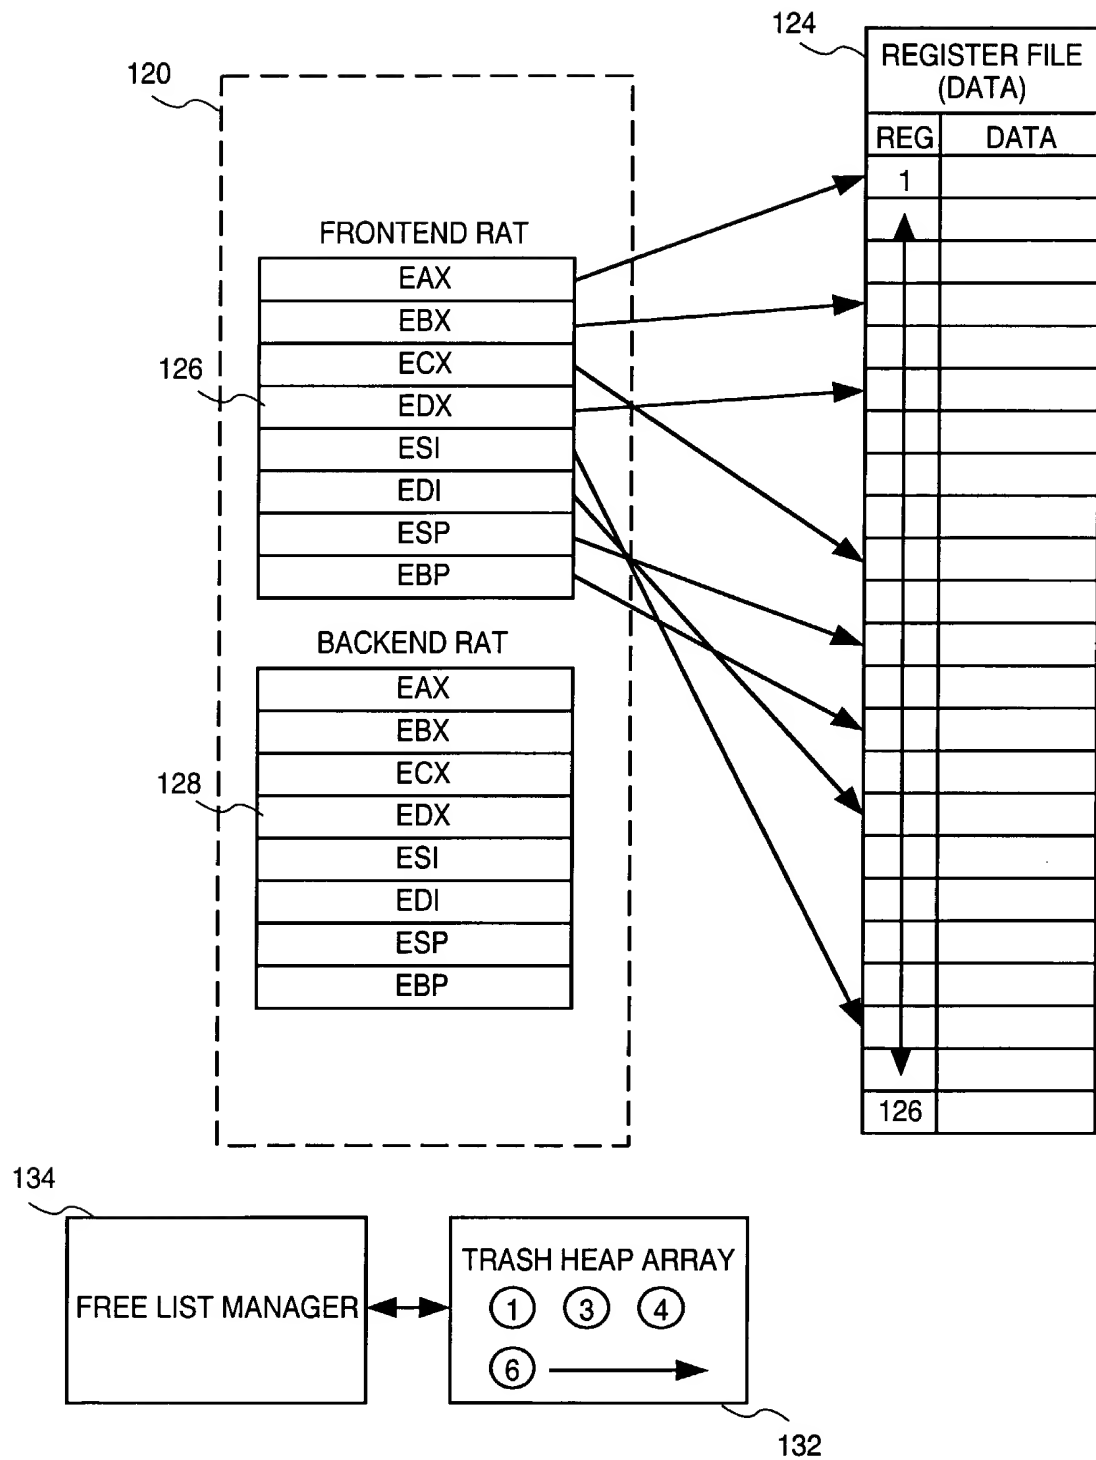 124
REGISTER FILE
(DATA)
REG DATA
1
126
120
FRONTEND RAT
EAX
EBX
ECX
126
EDX
ESI
EDI
ESP
EBP
BACKEND RAT
EAX
EBX
ECX
128
EDX
ESI
EDI
ESP
EBP
134
FREE LIST MANAGER
TRASH HEAP ARRAY
1 3 4
6
132